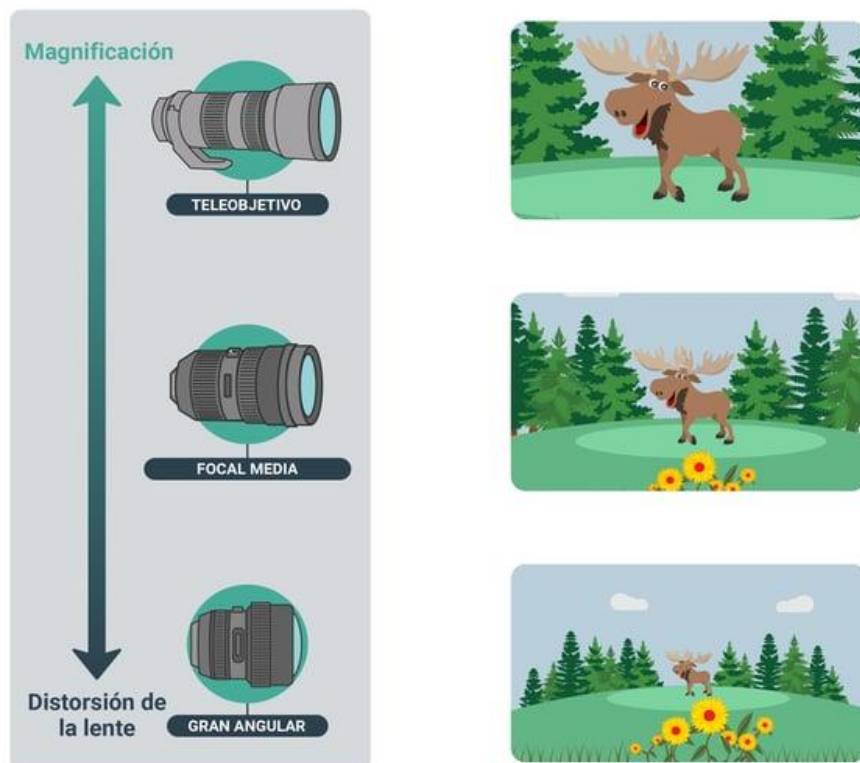 Magnificación
TELEOBJETIVO
FOCAL MEDIA
Distorsión de
la lente
GRAN ANGULAR